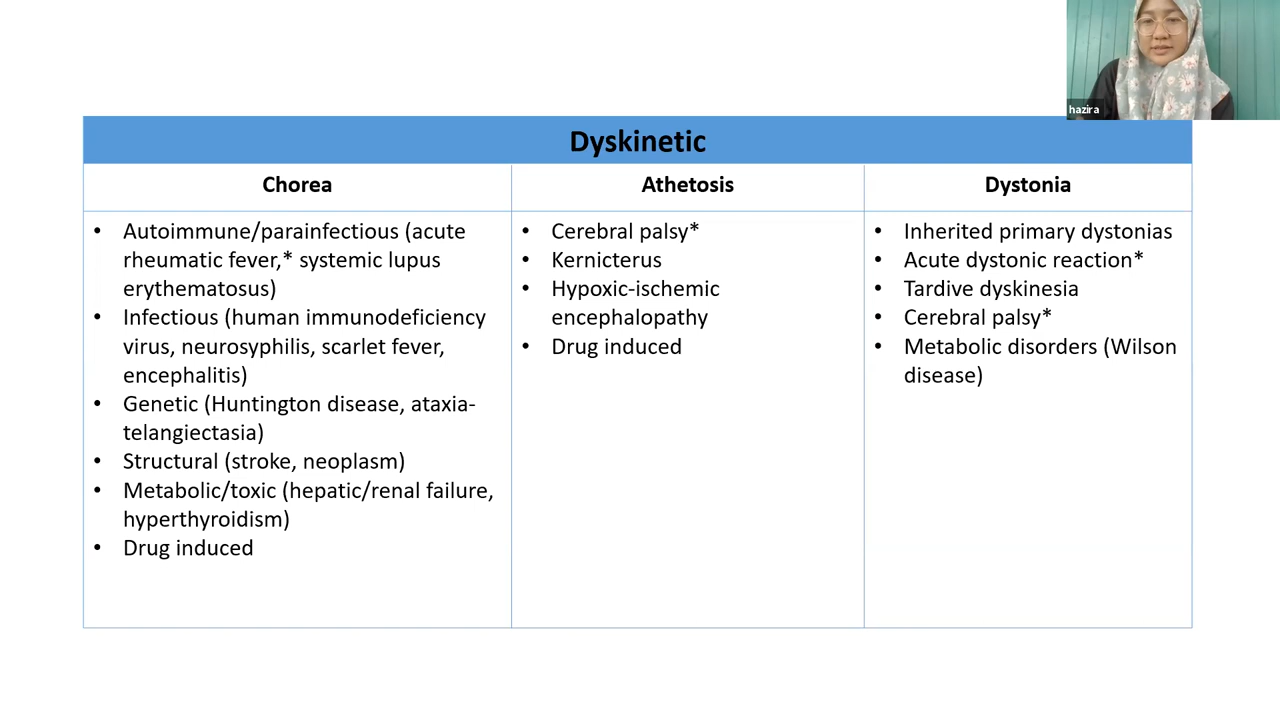 hazira
Dyskinetic
Chorea
Athetosis
Dystonia
• Autoimmune/parainfectious (acute
rheumatic fever,* systemic lupus
erythematosus)
• Infectious (human immunodeficiency
virus, neurosyphilis, scarlet fever,
encephalitis)
• Genetic (Huntington disease, ataxia-
telangiectasia)
• Structural (stroke, neoplasm)
• Metabolic/toxic (hepatic/renal failure,
hyperthyroidism)
• Drug induced
• Cerebral palsy*
• Kernicterus
• Hypoxic-ischemic
encephalopathy
• Drug induced
• Inherited primary dystonias
• Acute dystonic reaction*
• Tardive dyskinesia
• Cerebral palsy*
• Metabolic disorders (Wilson
disease)